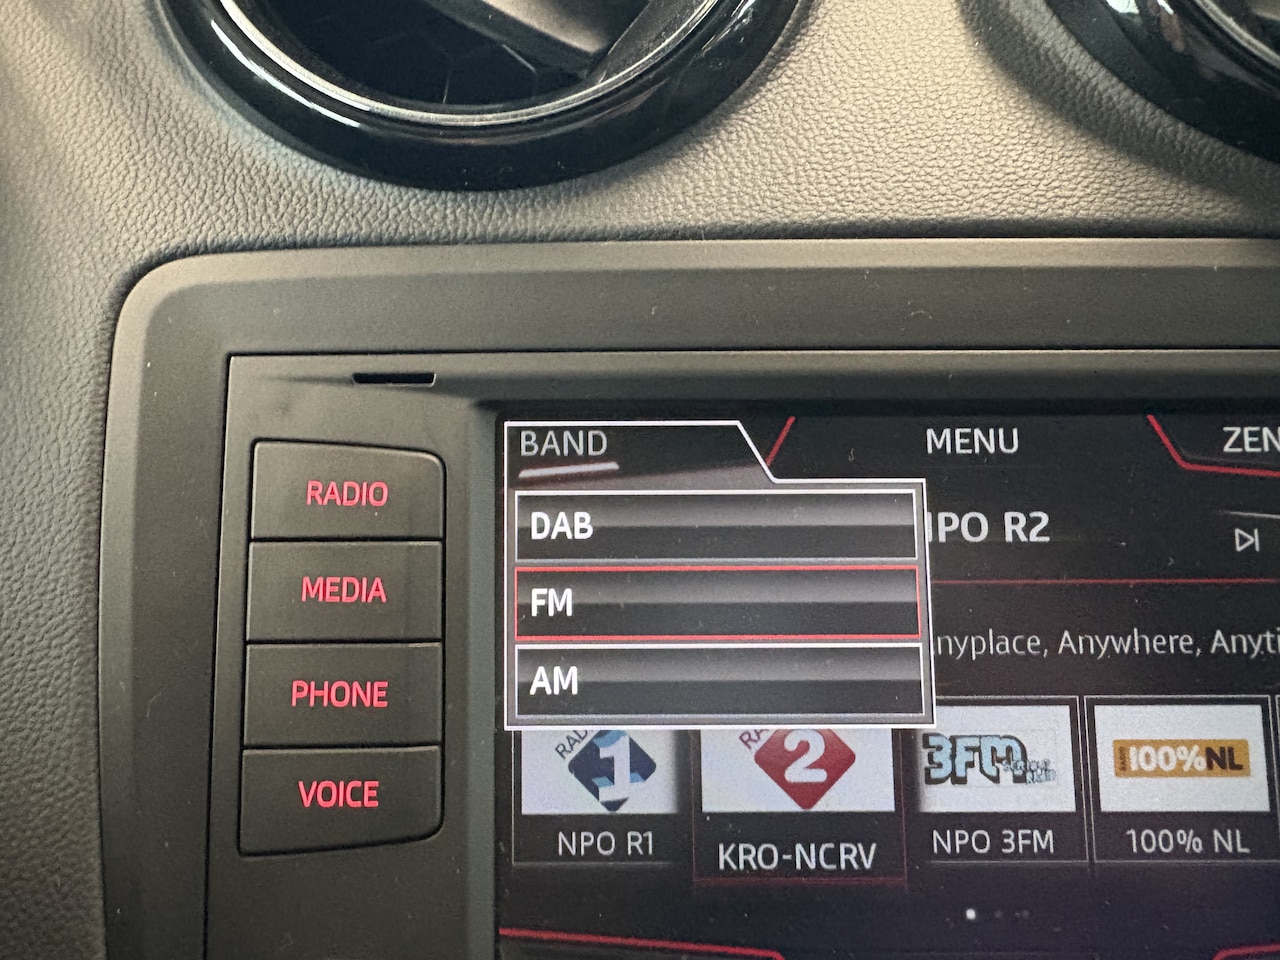 BAND
MENU
ZEN
DAB
FM
AM
NPO R2
nyplace, Anywhere, Anyti
RADIO
MEDIA
PHONE
VOICE
1
2
3FM
100%NL
NPO R1
KRO-NCRV
NPO 3FM
100% NL